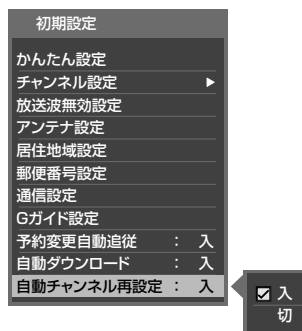 初期設定
かんたん設定
チャンネル設定 ▶
放送波無効設定
アンテナ設定
居住地域設定
郵便番号設定
通信設定
Gガイド設定
予約変更自動追従 : 入
自動ダウンロード : 入
自動チャンネル再設定 : 入
☑ 入
切